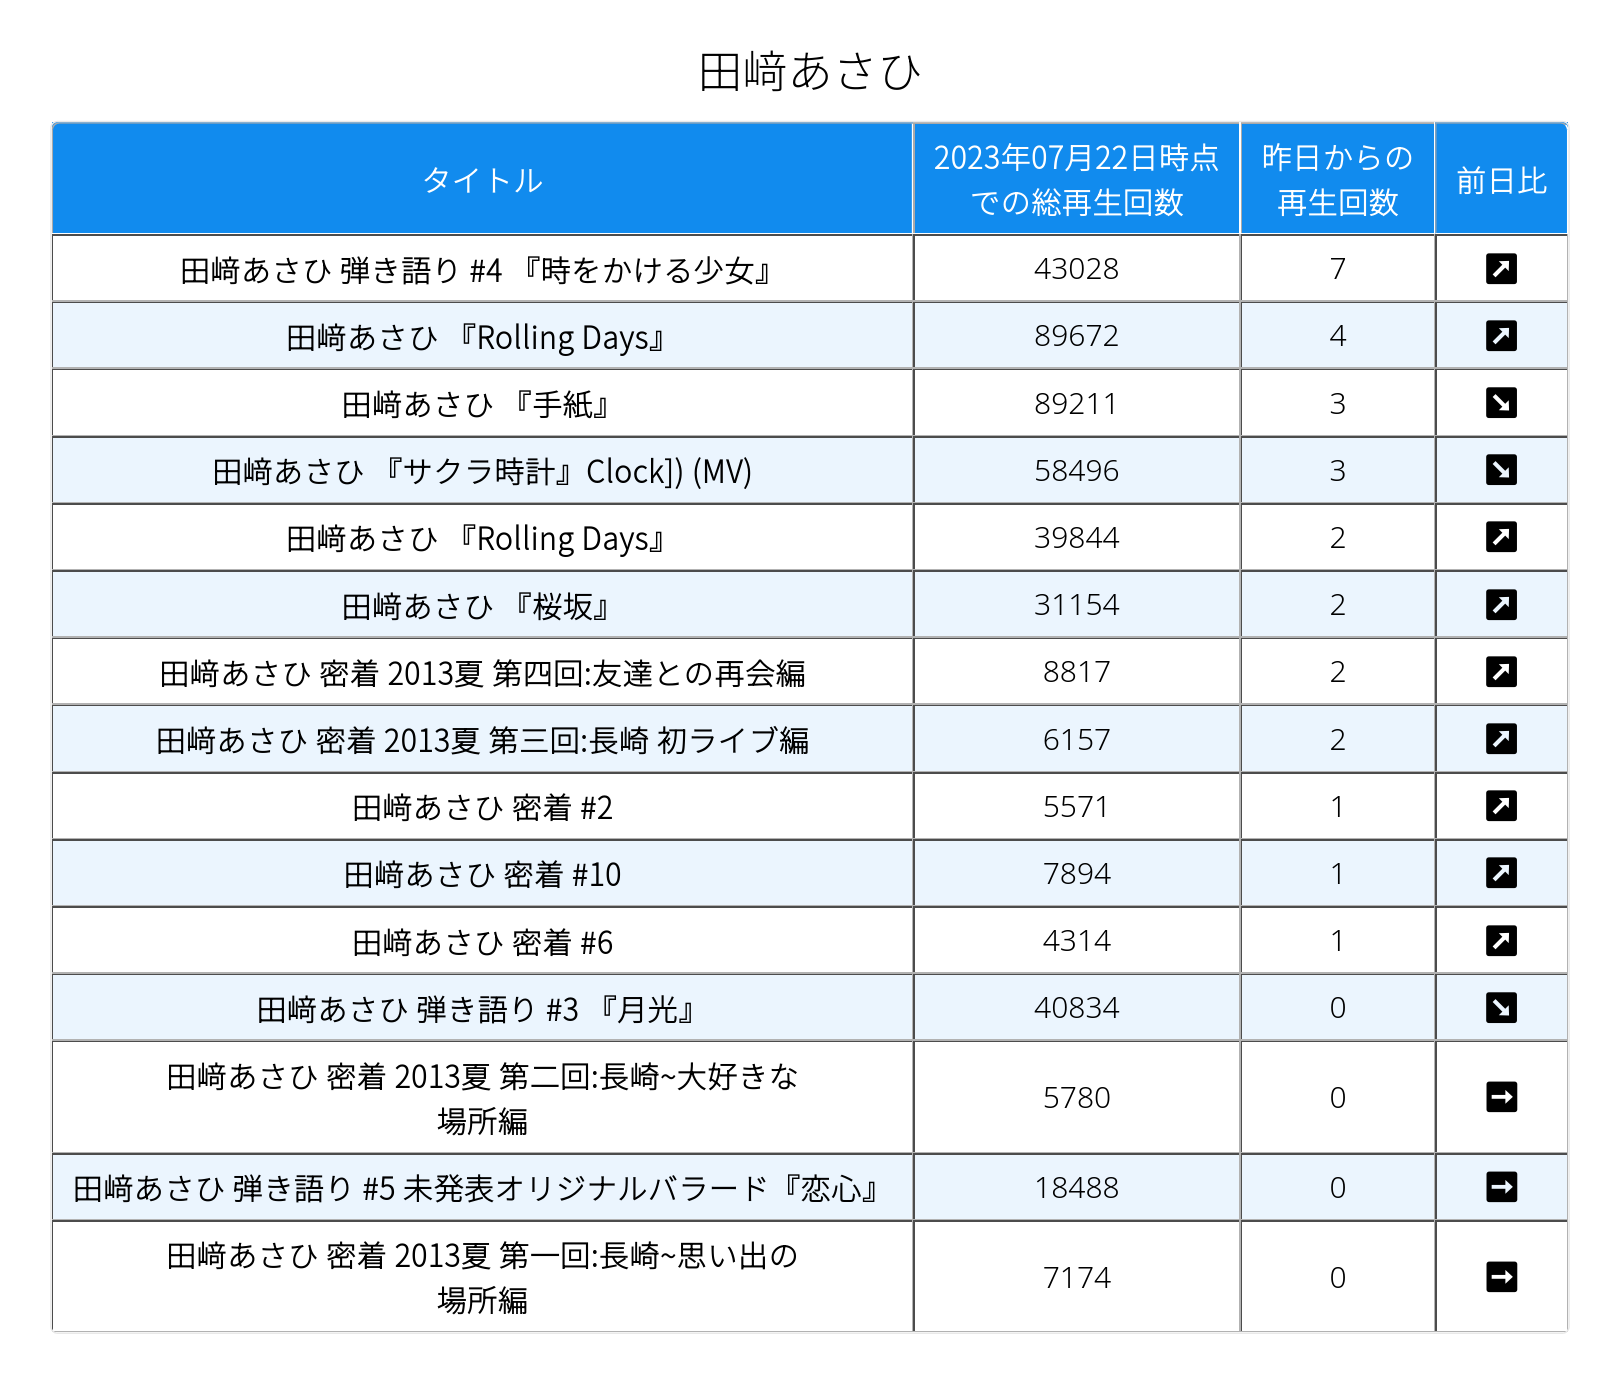 田﨑あさひ
タイトル
2023年07月22日時点
での総再生回数
昨日からの
再生回数
前日比
田﨑あさひ 弾き語り #4 『時をかける少女』 43028 7
田﨑あさひ 『Rolling Days』 89672 4
田﨑あさひ 『手紙』 89211 3
田﨑あさひ 『サクラ時計』Clock]) (MV) 58496 3
田﨑あさひ 『Rolling Days』 39844 2
田﨑あさひ 『桜坂』 31154 2
田﨑あさひ 密着 2013夏 第四回:友達との再会編 8817 2
田﨑あさひ 密着 2013夏 第三回:長崎 初ライブ編 6157 2
田﨑あさひ 密着 #2 5571 1
田﨑あさひ 密着 #10 7894 1
田﨑あさひ 密着 #6 4314 1
田﨑あさひ 弾き語り #3 『月光』 40834 0
田﨑あさひ 密着 2013夏 第二回:長崎~大好きな
場所編
5780 0
田﨑あさひ 弾き語り #5 未発表オリジナルバラード『恋心』 18488 0
田﨑あさひ 密着 2013夏 第一回:長崎~思い出の
場所編
7174 0